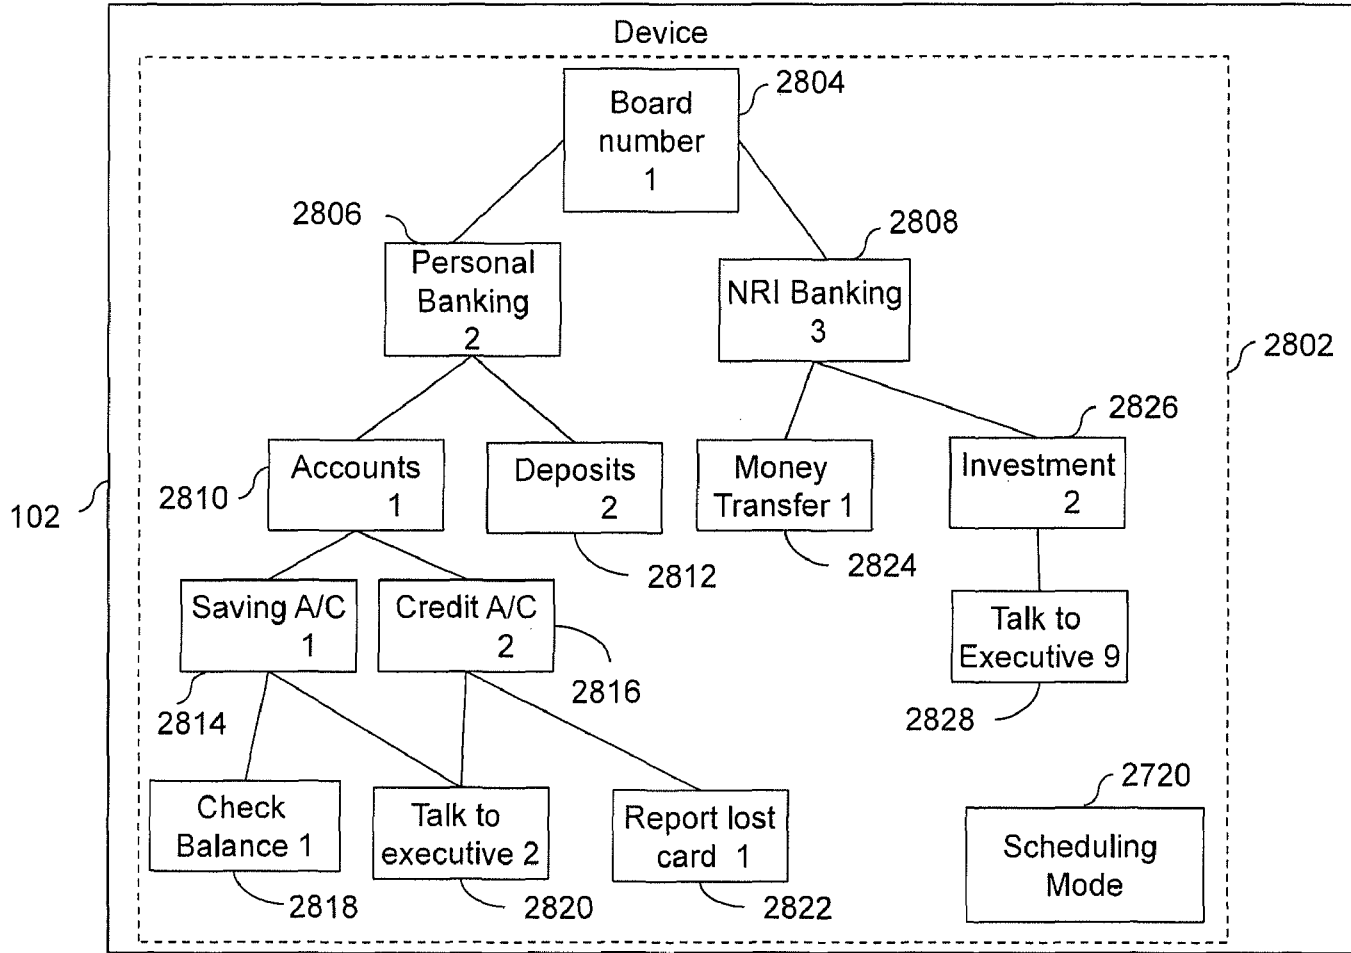 Device
2804
Board
number
1
2806
2808
Personal
Banking
2
NRI Banking
3
2802
2826
Accounts
1
2810
Deposits
2
Money
Transfer 1
Investment
2
102
2812
2824
Saving A/C
1
Credit A/C
2
Talk to
Executive 9
2814
2816
2828
2720
Check
Balance 1
Talk to
executive 2
Report lost
card 1
Scheduling
Mode
2818
2820
2822